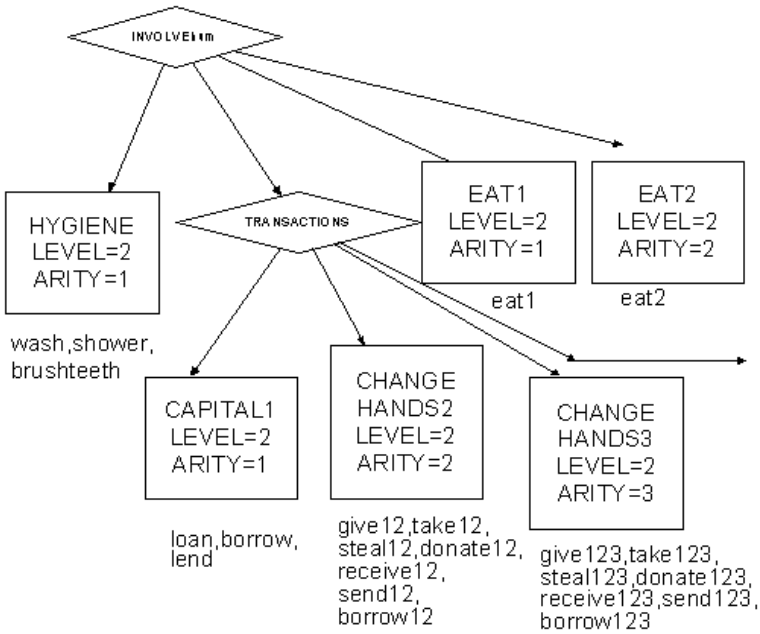 INVOLVEhum
HYGIENE
LEVEL=2
ARITY=1
wash,shower,
brushteeth
TRANSACTIONS
EAT1
LEVEL=2
ARITY=1
eat1
EAT2
LEVEL=2
ARITY=2
eat2
CAPITAL1
LEVEL=2
ARITY=1
loan,borrow,
lend
CHANGE
HANDS2
LEVEL=2
ARITY=2
give12,take12,
steal12,donate12,
receive12,
send12,
borrow12
CHANGE
HANDS3
LEVEL=2
ARITY=3
give123,take123,
steal123,donate123,
receive123,send123,
borrow123